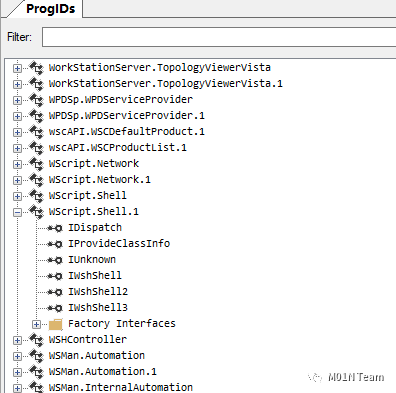 ProgIDs
Filter:
WorkStationServer.TopologyViewerVista
WorkStationServer.TopologyViewerVista.1
WPDSp.WPDServiceProvider
WPDSp.WPDServiceProvider.1
wscAPI.WSCDefaultProduct.1
wscAPI.WSCProductList.1
WScript.Network
WScript.Network.1
WScript.Shell
WScript.Shell.1
IDispatch
IProvideClassInfo
IUnknown
IWshShell
IWshShell2
IWshShell3
Factory Interfaces
WSHController
WSMan.Automation
WSMan.Automation.1
WSMan.InternalAutomation
M01N Team